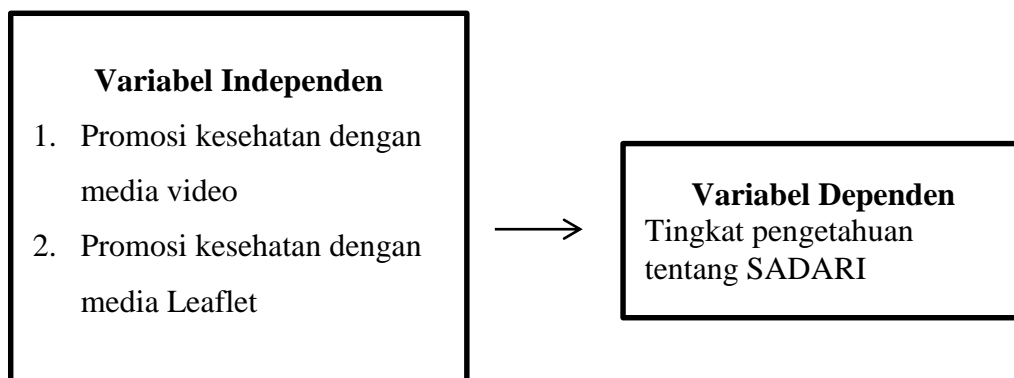 Variabel Independen
1. Promosi kesehatan dengan
media video
2. Promosi kesehatan dengan
media Leaflet
Variabel Dependen
Tingkat pengetahuan
tentang SADARI